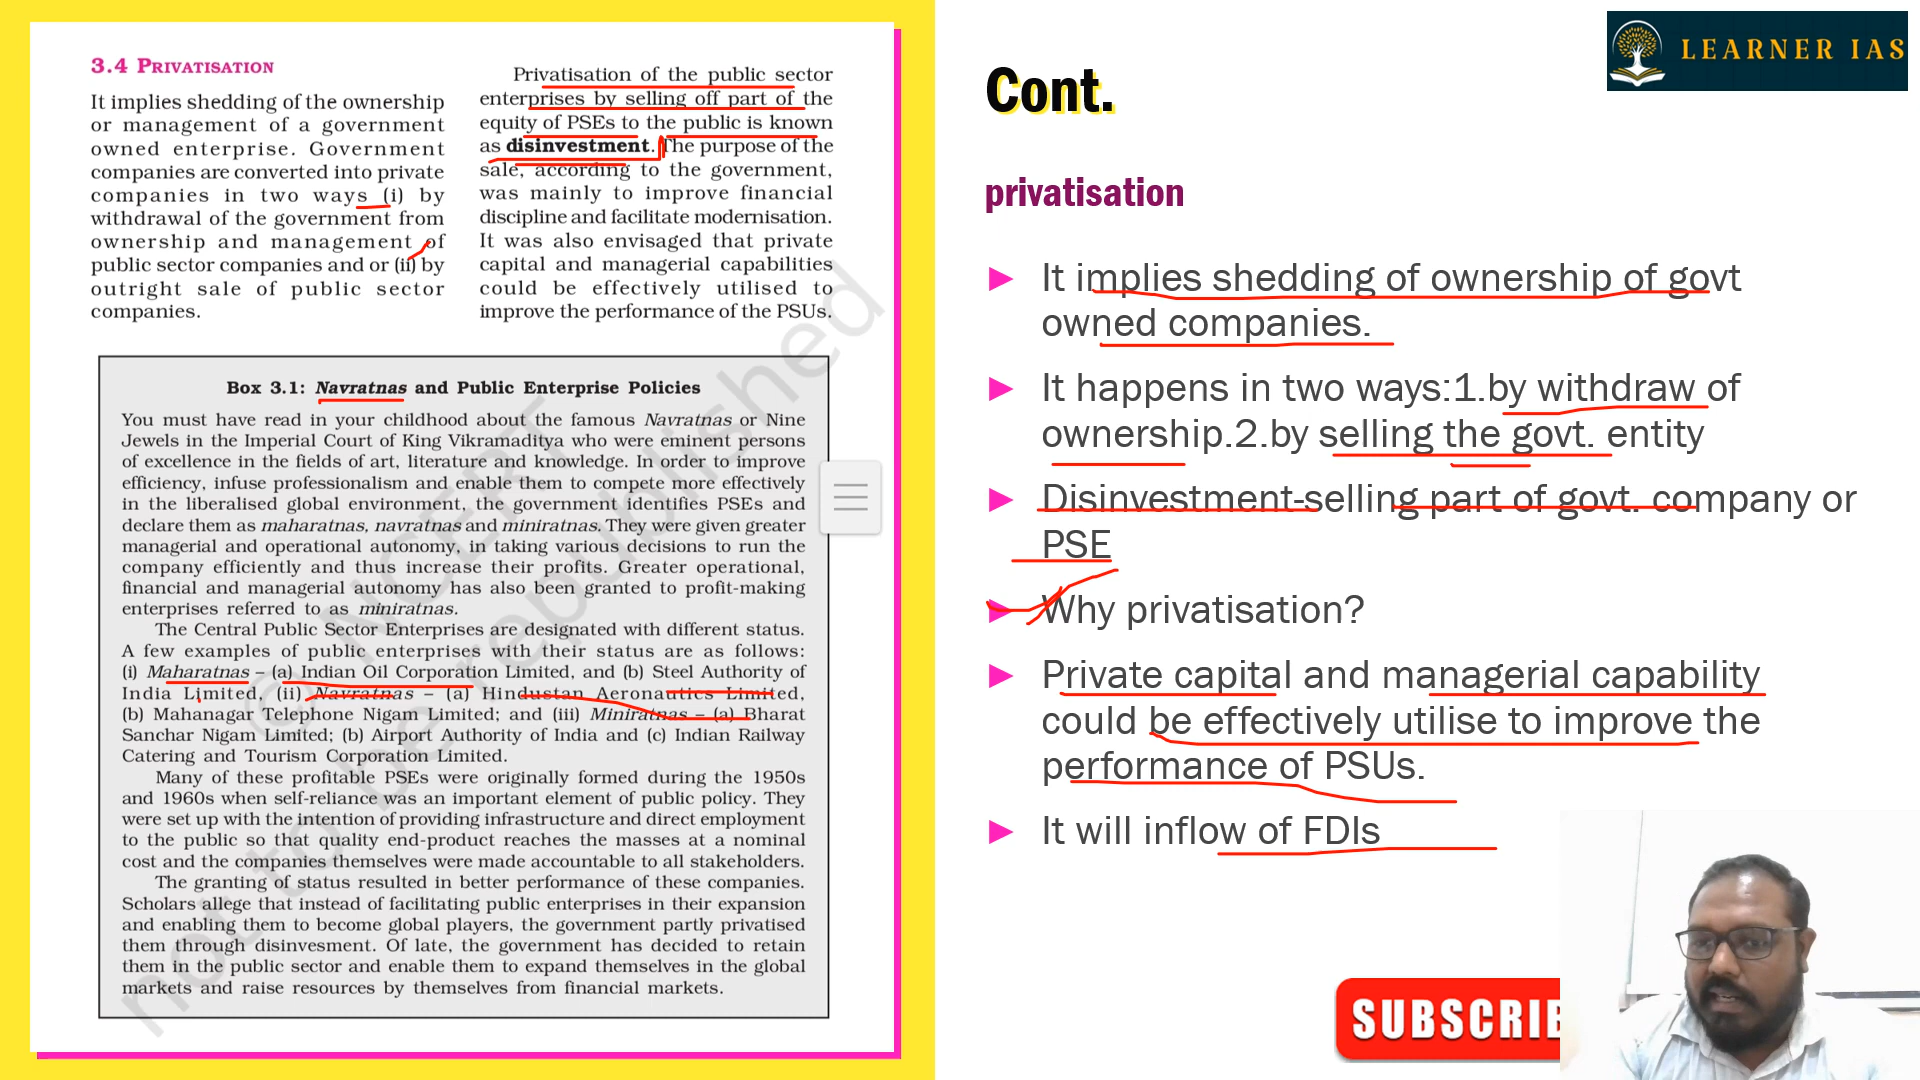 3.4 PRIVATISATION
It implies shedding of the ownership
or management of a government
owned enterprise. Government
companies are converted into private
companies in two ways (i) by
withdrawal of the government from
ownership and management of
public sector companies and or (ii) by
outright sale of public sector
companies.
Privatisation of the public sector
enterprises by selling off part of the
equity of PSEs to the public is known
as disinvestment. The purpose of the
sale, according to the government,
was mainly to improve financial
discipline and facilitate modernisation.
It was also envisaged that private
capital and managerial capabilities
could be effectively utilised to
improve the performance of the PSUs.
Box 3.1: Navratnas and Public Enterprise Policies
You must have read in your childhood about the famous Navratnas or Nine
Jewels in the Imperial Court of King Vikramaditya who were eminent persons
of excellence in the fields of art, literature and knowledge. In order to improve
efficiency, infuse professionalism and enable them to compete more effectively
in the liberalised global environment, the government identifies PSEs and
declare them as maharatnas, navratnas and miniratnas. They were given greater
managerial and operational autonomy, in taking various decisions to run the
company efficiently and thus increase their profits. Greater operational,
financial and managerial autonomy has also been granted to profit-making
enterprises referred to as miniratnas.
The Central Public Sector Enterprises are designated with different status.
A few examples of public enterprises with their status are as follows:
(i) Maharatnas – (a) Indian Oil Corporation Limited, and (b) Steel Authority of
India Limited, (ii) Navratnas – (a) Hindustan Aeronautics Limited,
(b) Mahanagar Telephone Nigam Limited; and (iii) Miniratnas – (a) Bharat
Sanchar Nigam Limited; (b) Airport Authority of India and (c) Indian Railway
Catering and Tourism Corporation Limited.
Many of these profitable PSEs were originally formed during the 1950s
and 1960s when self-reliance was an important element of public policy. They
were set up with the intention of providing infrastructure and direct employment
to the public so that quality end-product reaches the masses at a nominal
cost and the companies themselves were made accountable to all stakeholders.
The granting of status resulted in better performance of these companies.
Scholars allege that instead of facilitating public enterprises in their expansion
and enabling them to become global players, the government partly privatised
them through disinvesment. Of late, the government has decided to retain
them in the public sector and enable them to expand themselves in the global
markets and raise resources by themselves from financial markets.
© NCERT
not to be republished
LEARNER IAS
Cont.
privatisation
It implies shedding of ownership of govt
owned companies.
It happens in two ways:1.by withdraw of
ownership.2.by selling the govt. entity
Disinvestment-selling part of govt. company or
PSE
Why privatisation?
Private capital and managerial capability
could be effectively utilise to improve the
performance of PSUs.
It will inflow of FDIs
SUBSCRIB